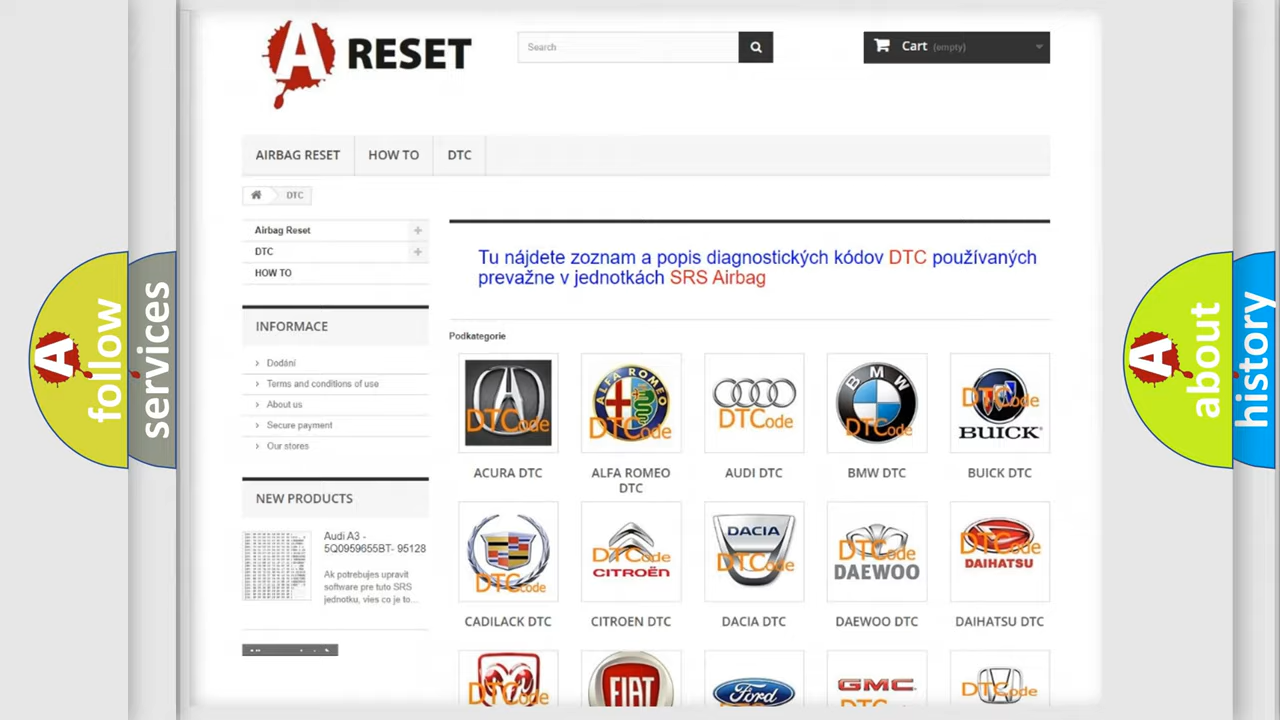 A RESET
Search
Cart (empty)
AIRBAG RESET
HOW TO
DTC
DTC
Airbag Reset
DTC
HOW TO
INFORMACE
Dodání
Terms and conditions of use
About us
Secure payment
Our stores
NEW PRODUCTS
Audi A3 -
5Q0959655BT- 95128
Ak potrebujes upravit
software pre tuto SRS
jednotku, vies co je to...
Tu nájdete zoznam a popis diagnostických kódov DTC používaných
prevažne v jednotkách SRS Airbag
Podkategorie
DTCode
ALFA ROMEO
DTCode
DTCode
BMW
DTCode
DTCode
BUICK
ACURA DTC
ALFA ROMEO
DTC
AUDI DTC
BMW DTC
BUICK DTC
DTCode
DTCode
CITROËN
DACIA
DTCode
DTCode
DAEWOO
DTCode
DAIHATSU
CADILACK DTC
CITROEN DTC
DACIA DTC
DAEWOO DTC
DAIHATSU DTC
DTCode
FIAT
Ford
GMC
DTCode
A follow
services
A about
history